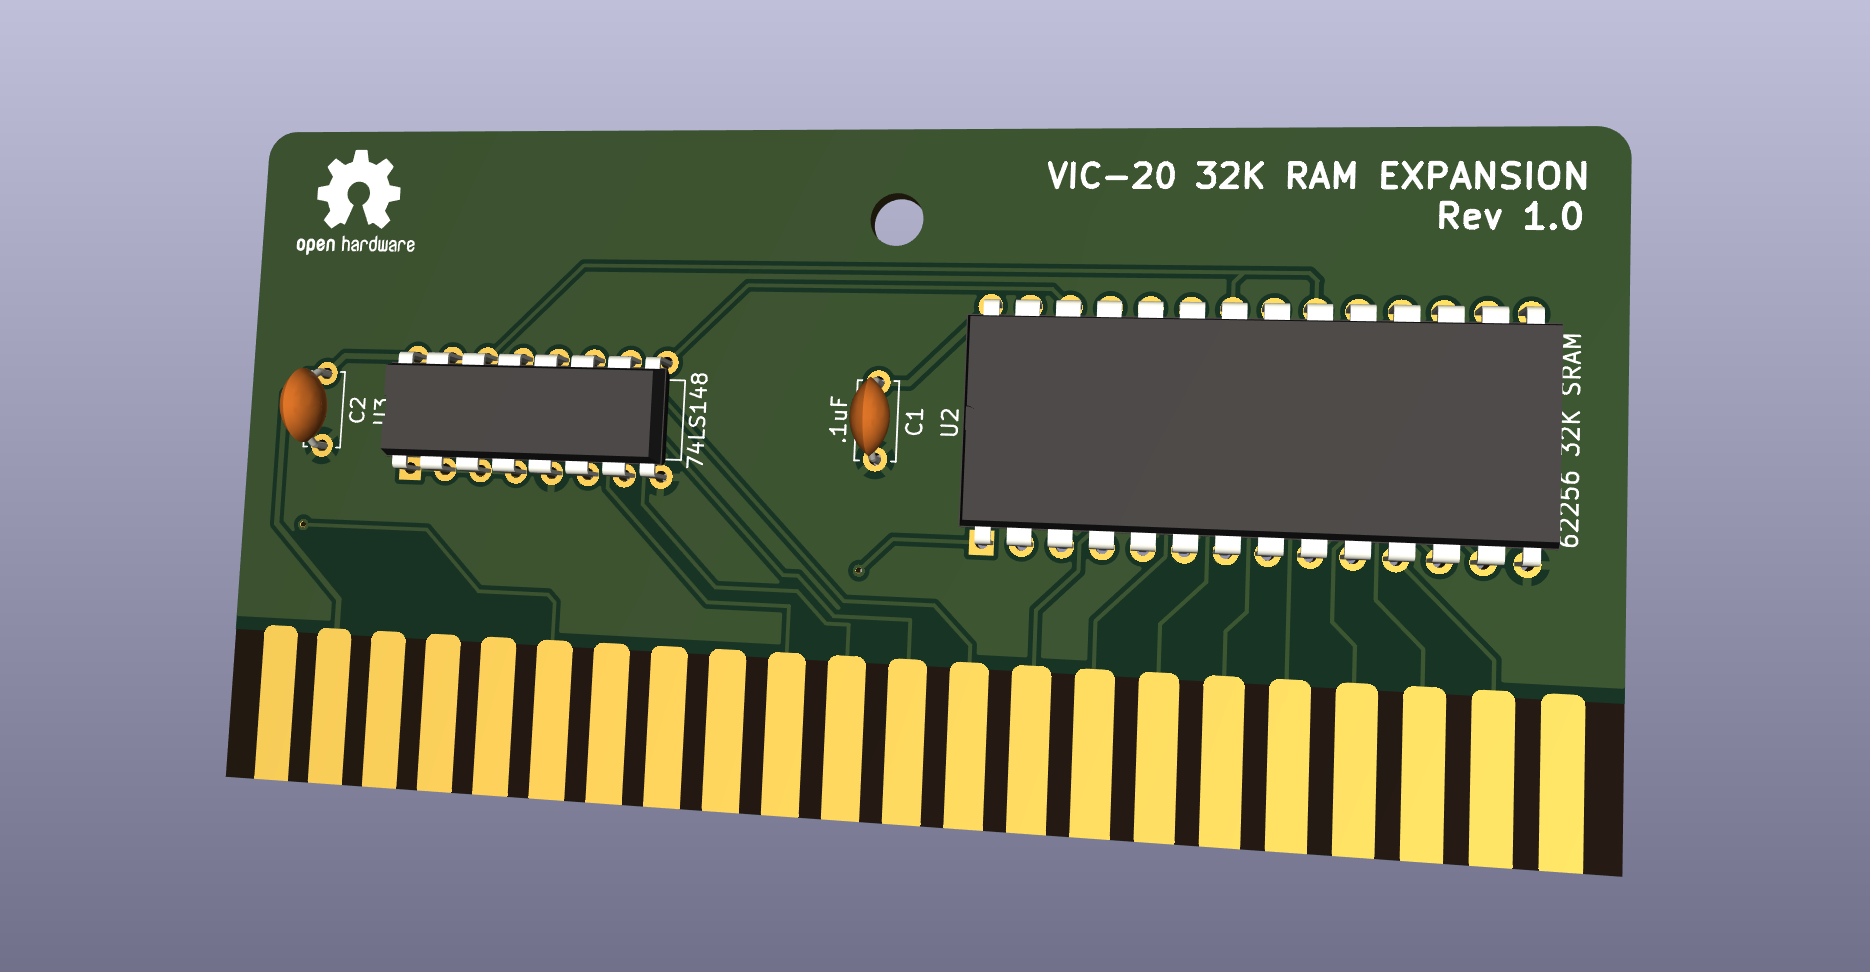 open hardware
VIC-20 32K RAM EXPANSION
Rev 1.0
C2
U3
74LS148
.1uF
C1
U2
62256 32K SRAM